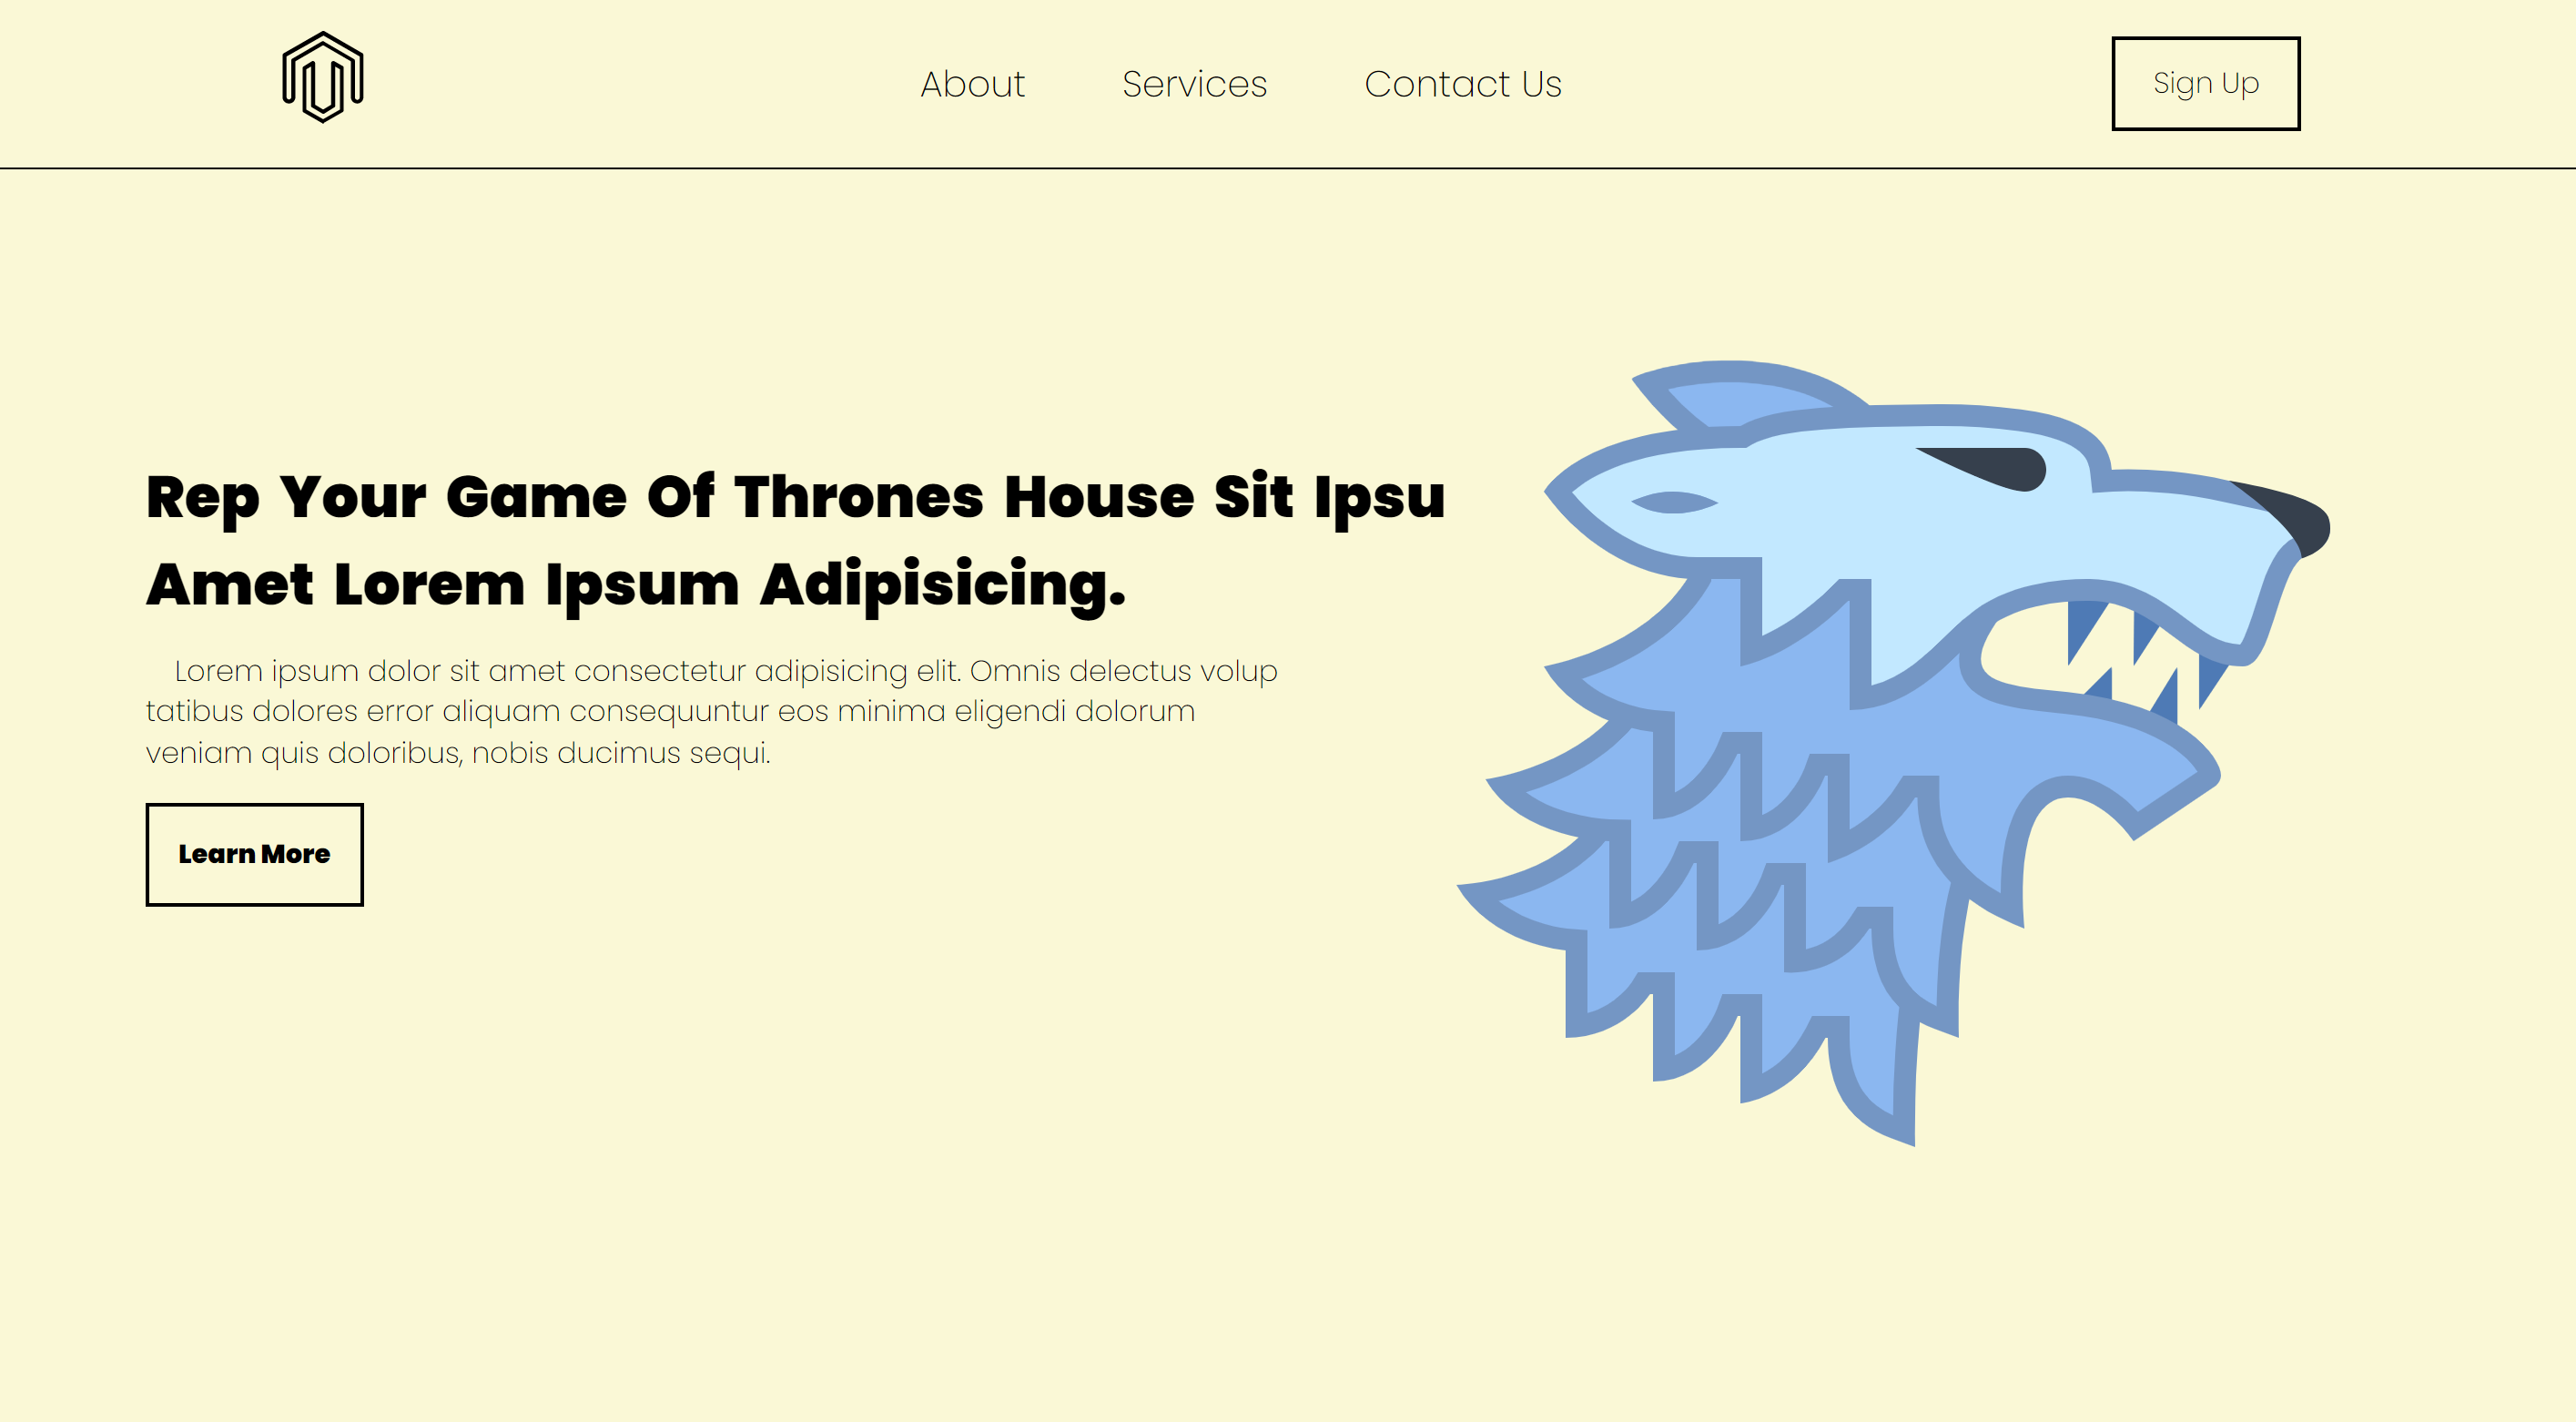 About
Services
Contact Us
Sign Up
Rep Your Game Of Thrones House Sit Ipsu
Amet Lorem Ipsum Adipisicing.
Lorem ipsum dolor sit amet consectetur adipisicing elit. Omnis delectus volup
tatibus dolores error aliquam consequuntur eos minima eligendi dolorum
veniam quis doloribus, nobis ducimus sequi.
Learn More